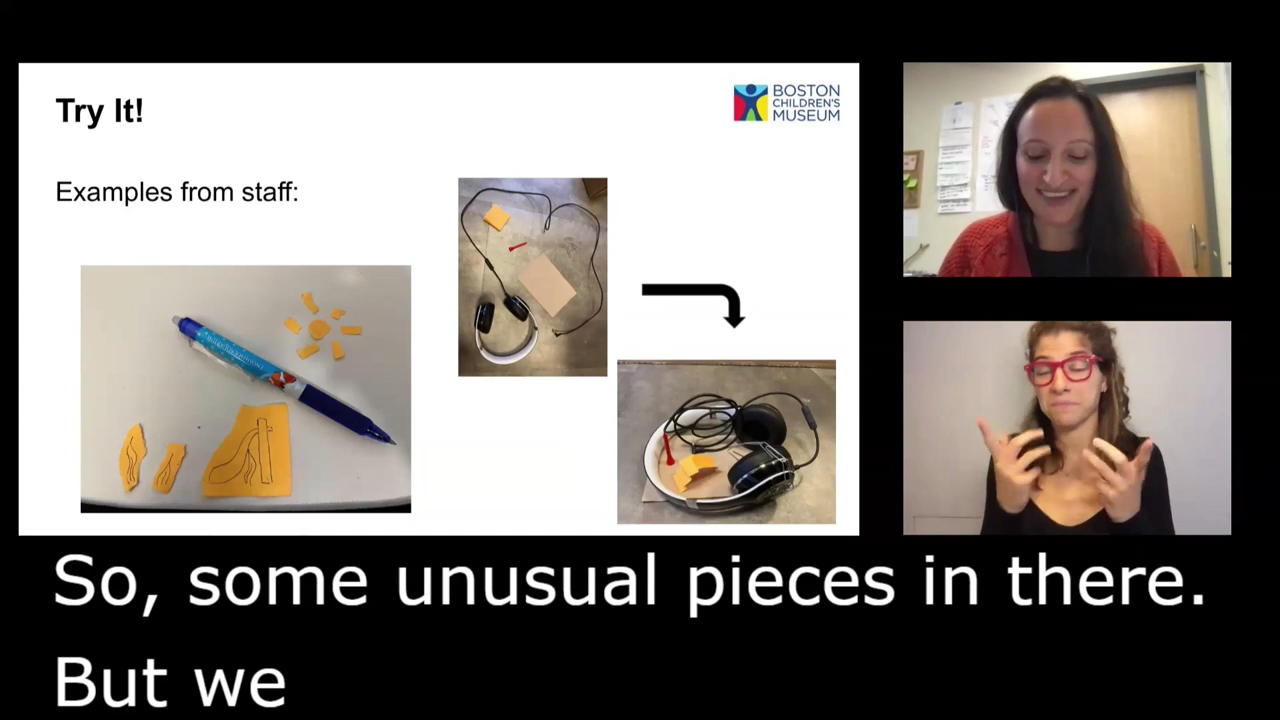 Try It!
BOSTON
CHILDREN'S
MUSEUM
Examples from staff:
So, some unusual pieces in there.
But we